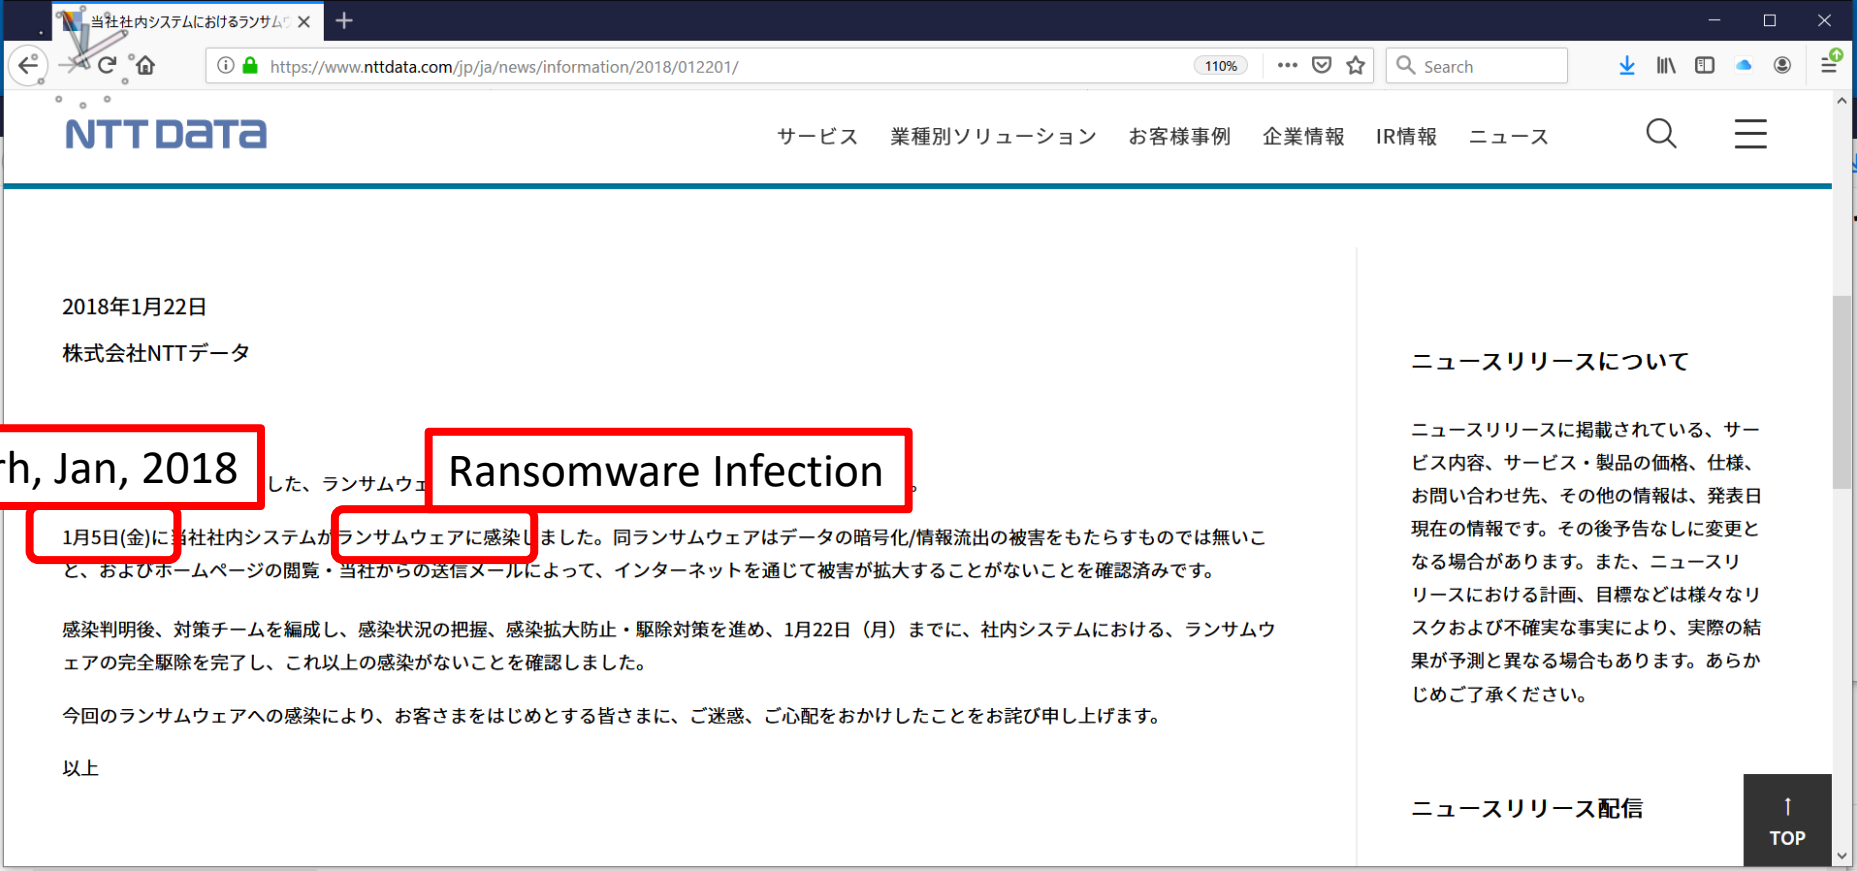 当社社内システムにおけるランサム
https://www.nttdata.com/jp/ja/news/information/2018/012201/
110%
Search
NTT DATA
サービス 業種別ソリューション お客様事例 企業情報 IR情報 ニュース
2018年1月22日
株式会社NTTデータ
h, Jan, 2018
Ransomware Infection
した、ランサムウェ
。
1月5日(金)に当社社内システムがランサムウェアに感染しました。同ランサムウェアはデータの暗号化/情報流出の被害をもたらすものでは無いこ
と、およびホームページの閲覧・当社からの送信メールによって、インターネットを通じて被害が拡大することがないことを確認済みです。
感染判明後、対策チームを編成し、感染状況の把握、感染拡大防止・駆除対策を進め、1月22日（月）までに、社内システムにおける、ランサムウ
ェアの完全駆除を完了し、これ以上の感染がないことを確認しました。
今回のランサムウェアへの感染により、お客さまをはじめとする皆さまに、ご迷惑、ご心配をおかけしたことをお詫び申し上げます。
以上
ニュースリリースについて
ニュースリリースに掲載されている、サー
ビス内容、サービス・製品の価格、仕様、
お問い合わせ先、その他の情報は、発表日
現在の情報です。その後予告なしに変更と
なる場合があります。また、ニュースリ
リースにおける計画、目標などは様々なリ
スクおよび不確実な事実により、実際の結
果が予測と異なる場合もあります。あらか
じめご了承ください。
ニュースリリース配信
↑
TOP